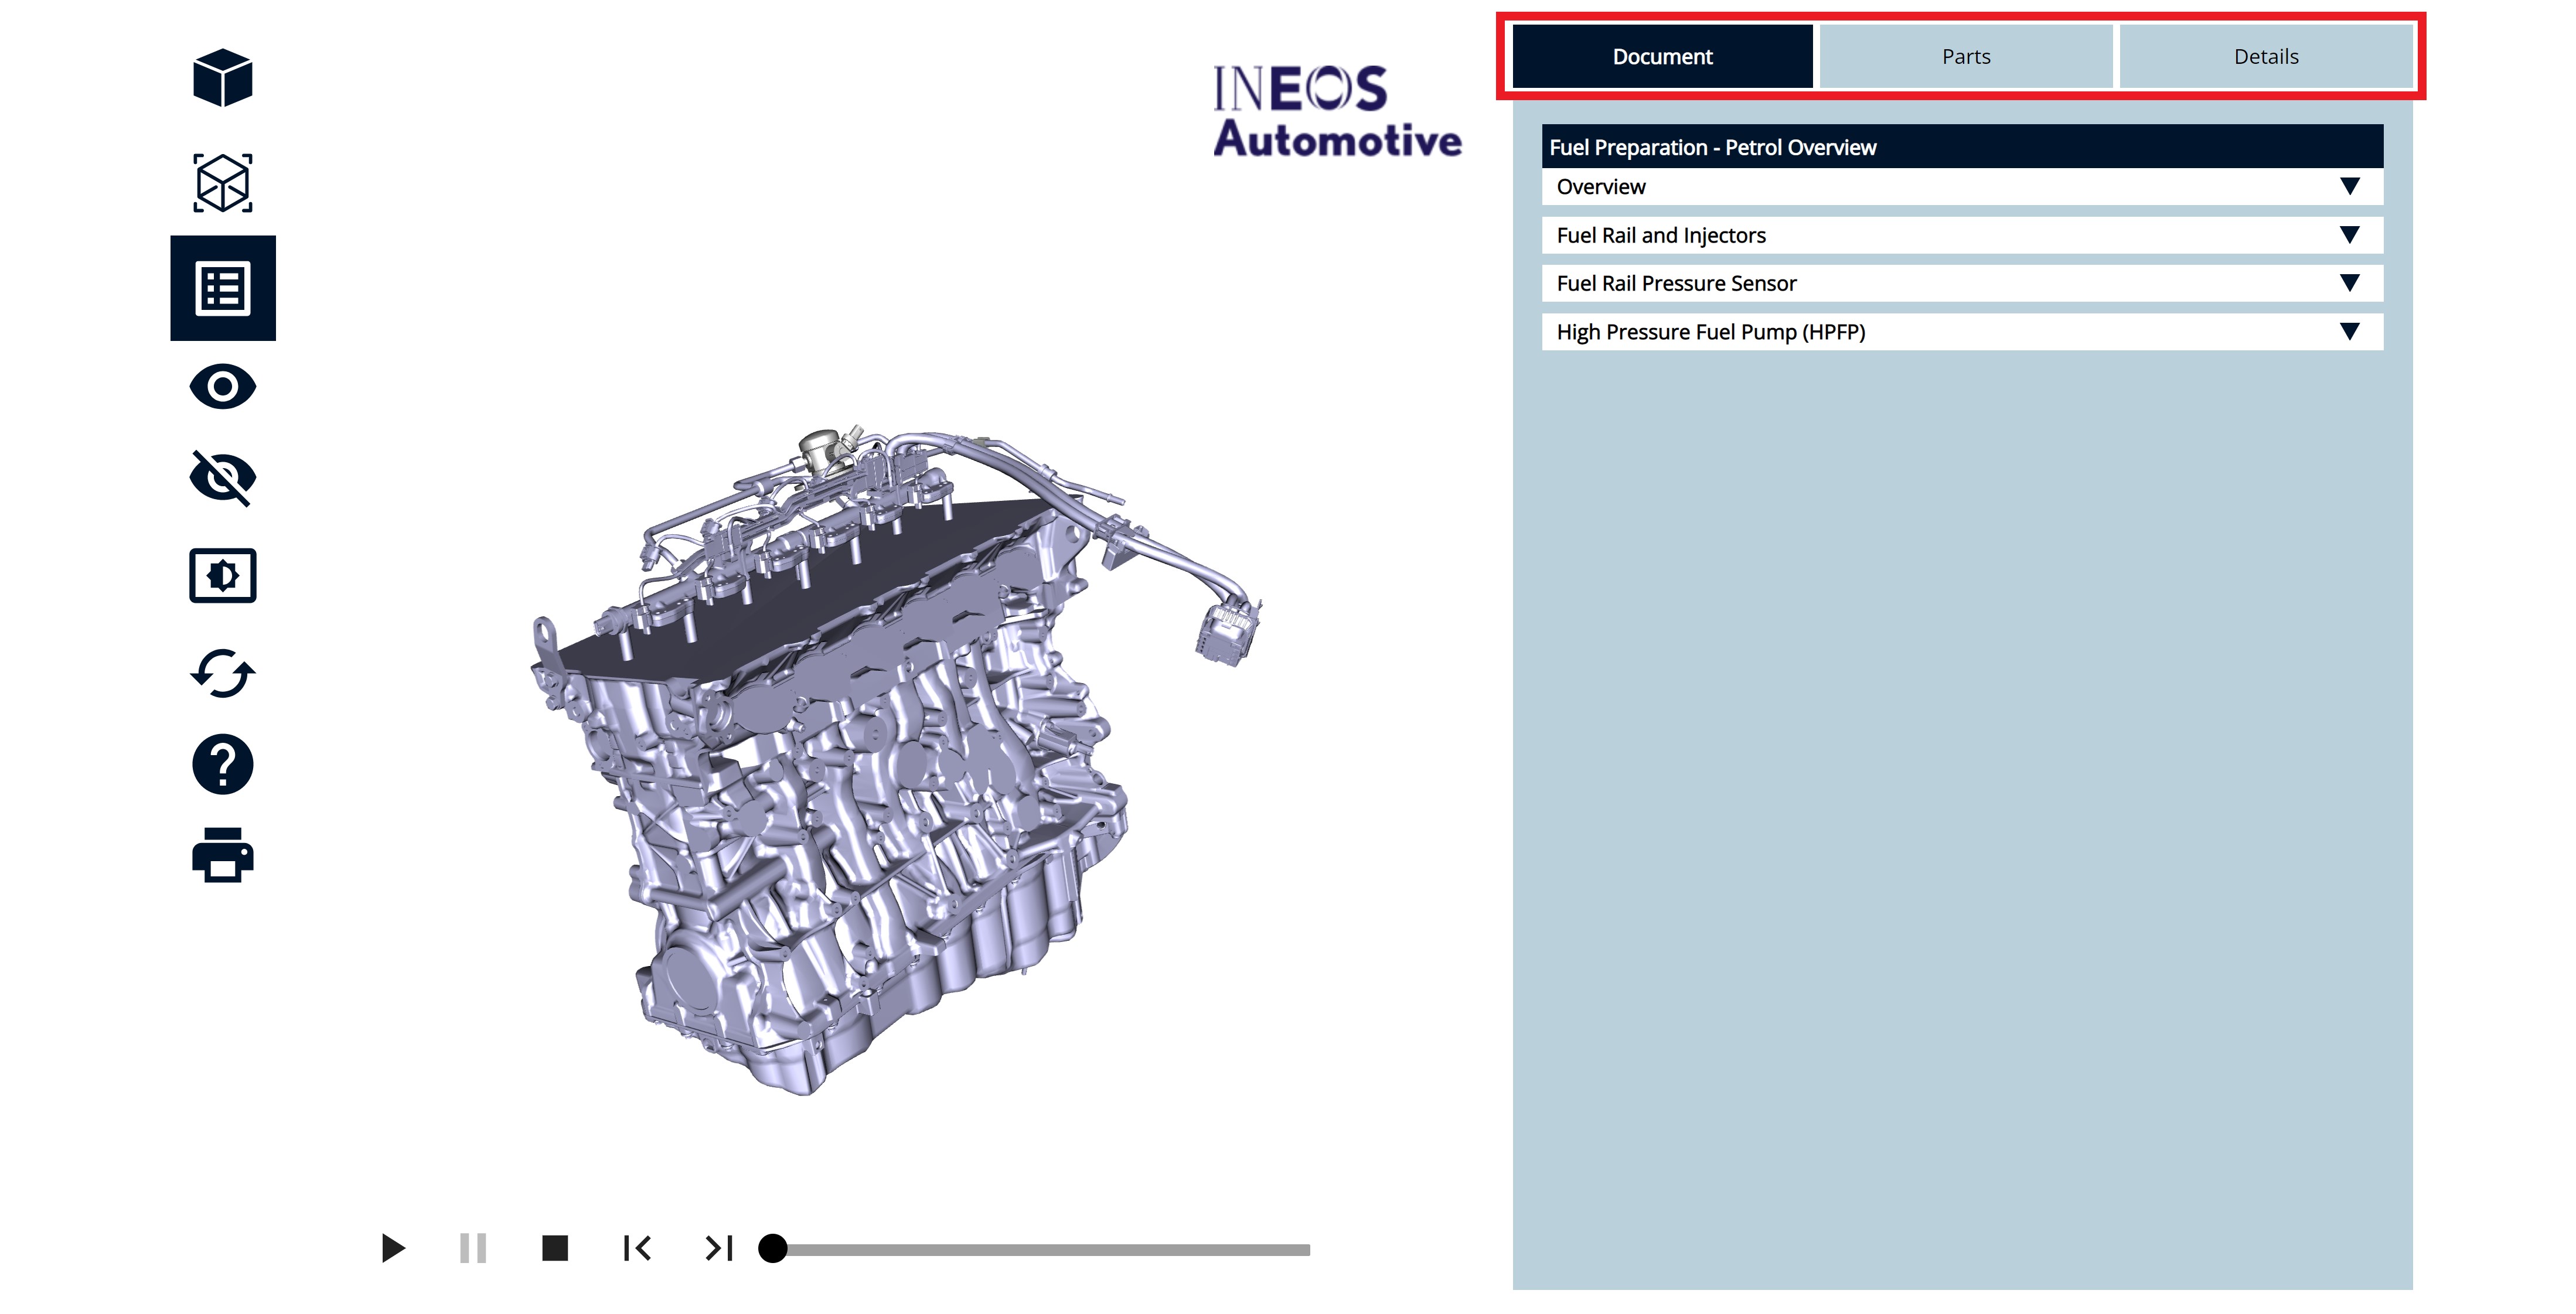 INEOS
Automotive
Document
Parts
Details
Fuel Preparation - Petrol Overview
Overview
Fuel Rail and Injectors
Fuel Rail Pressure Sensor
High Pressure Fuel Pump (HPFP)